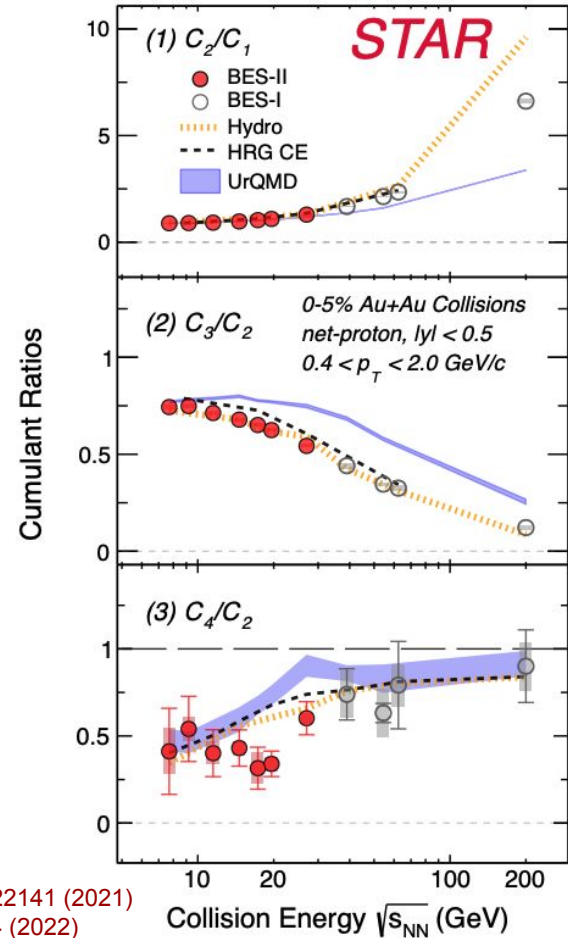 Cumulant Ratios
10
5
0
(1) C₂/C₁
STAR
BES-II
BES-I
Hydro
HRG CE
UrQMD
1
0.5
0
(2) C₃/C₂
0-5% Au+Au Collisions
net-proton, |y| < 0.5
0.4 < p_T < 2.0 GeV/c
1
0.5
0
(3) C₄/C₂
10 20 100 200
Collision Energy √s_NN (GeV)
22141 (2021)
(2022)